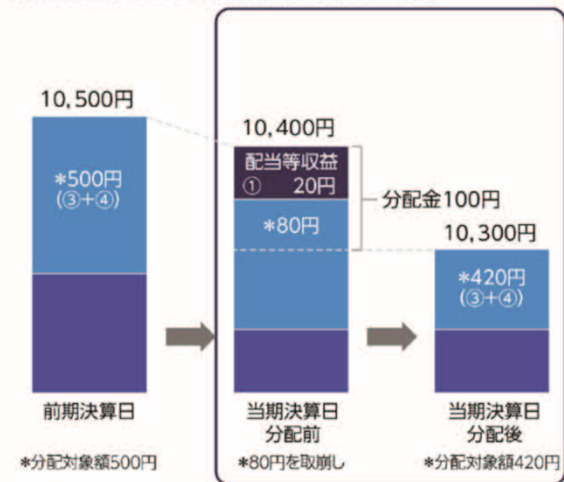 10,500円
*500円
(③+④)
前期決算日
*分配対象額500円
10,400円
配当等収益
① 20円
*80円
分配金100円
当期決算日
分配前
*80円を取崩し
10,300円
*420円
(③+④)
当期決算日
分配後
*分配対象額420円